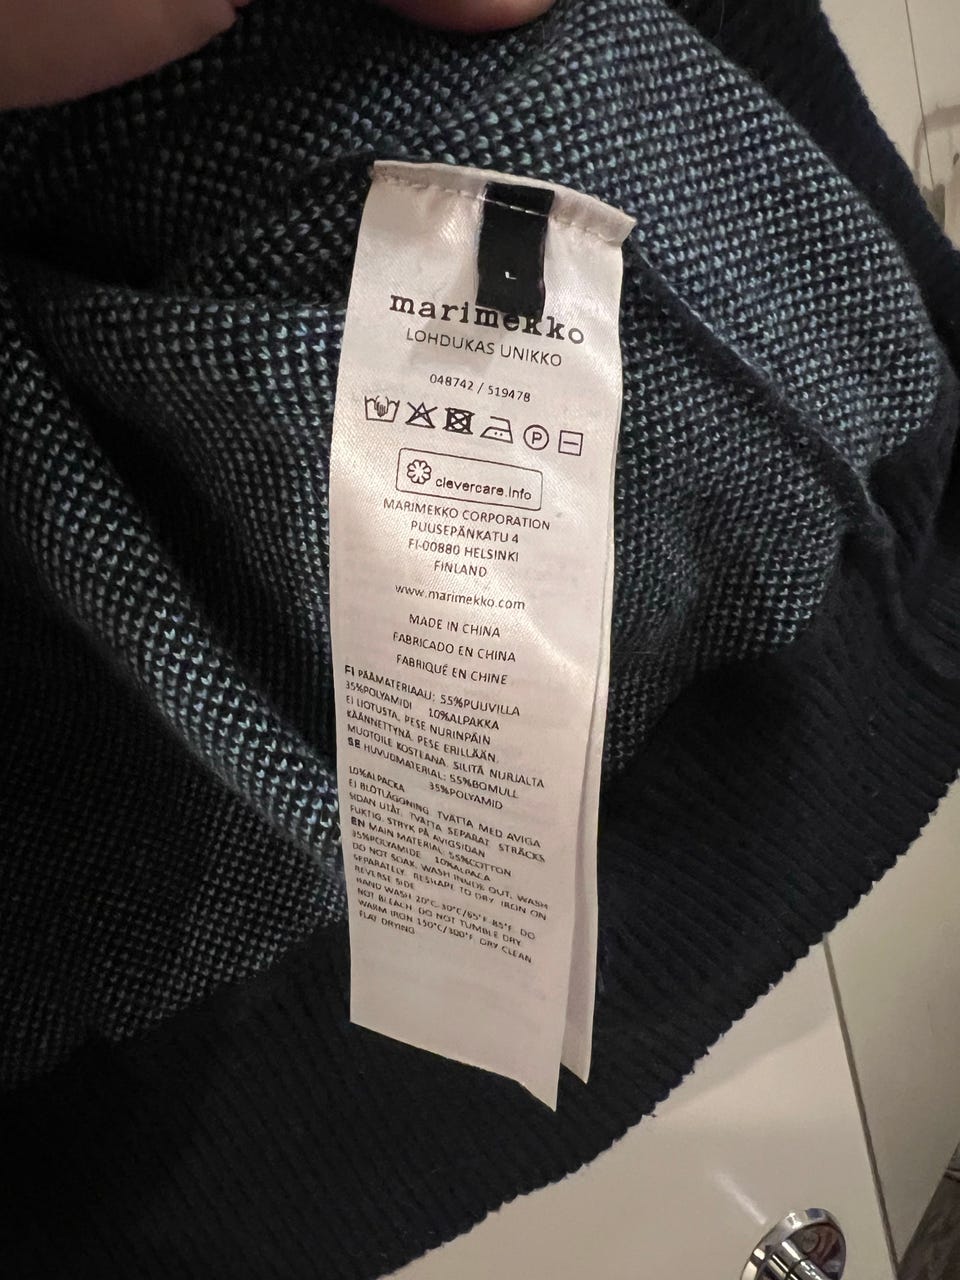 L
marimekko
LOHDUKAS UNIKKO
048742 / 519478
P
clevercare.info
MARIMEKKO CORPORATION
PUUSEPÄNKATU 4
FI-00880 HELSINKI
FINLAND
www.marimekko.com
MADE IN CHINA
FABRICADO EN CHINA
FABRIQUÉ EN CHINE
FI PÄÄMATERIAALI: 55%PUUVILLA
35%POLYAMIDI 10%ALPAKKA
EI LIOTUSTA. PESE NURINPÄIN
KÄÄNNETTYNÄ. PESE ERILLÄÄN.
MUOTOILE KOSTEANA. SILITÄ NURJALTA
SE HUVUDMATERIAL: 55%BOMULL
35%POLYAMID
10%ALPACKA
EJ BLÖTLÄGGNING. TVÄTTA MED AVIGA
SIDAN UTÅT. TVÄTTA SEPARAT. STRÄCKS
FUKTIG. STRYK PÅ AVIGSIDAN
EN MAIN MATERIAL: 55%COTTON
35%POLYAMIDE 10%ALPACA
DO NOT SOAK. WASH INSIDE OUT. WASH
SEPARATELY. RESHAPE TO DRY. IRON ON
REVERSE SIDE
HAND WASH 20°C-30°C/65°F-85°F. DO
NOT BLEACH. DO NOT TUMBLE DRY
WARM IRON 150°C/300°F. DRY CLEAN
FLAT DRYING